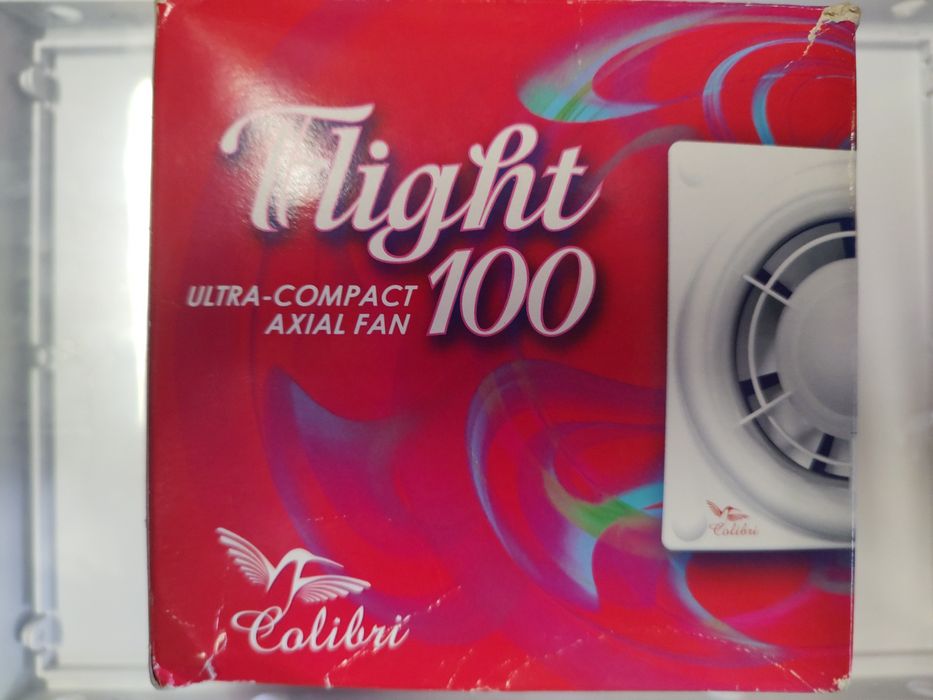 Flight
100
ULTRA-COMPACT
AXIAL FAN
Colibri
Colibri